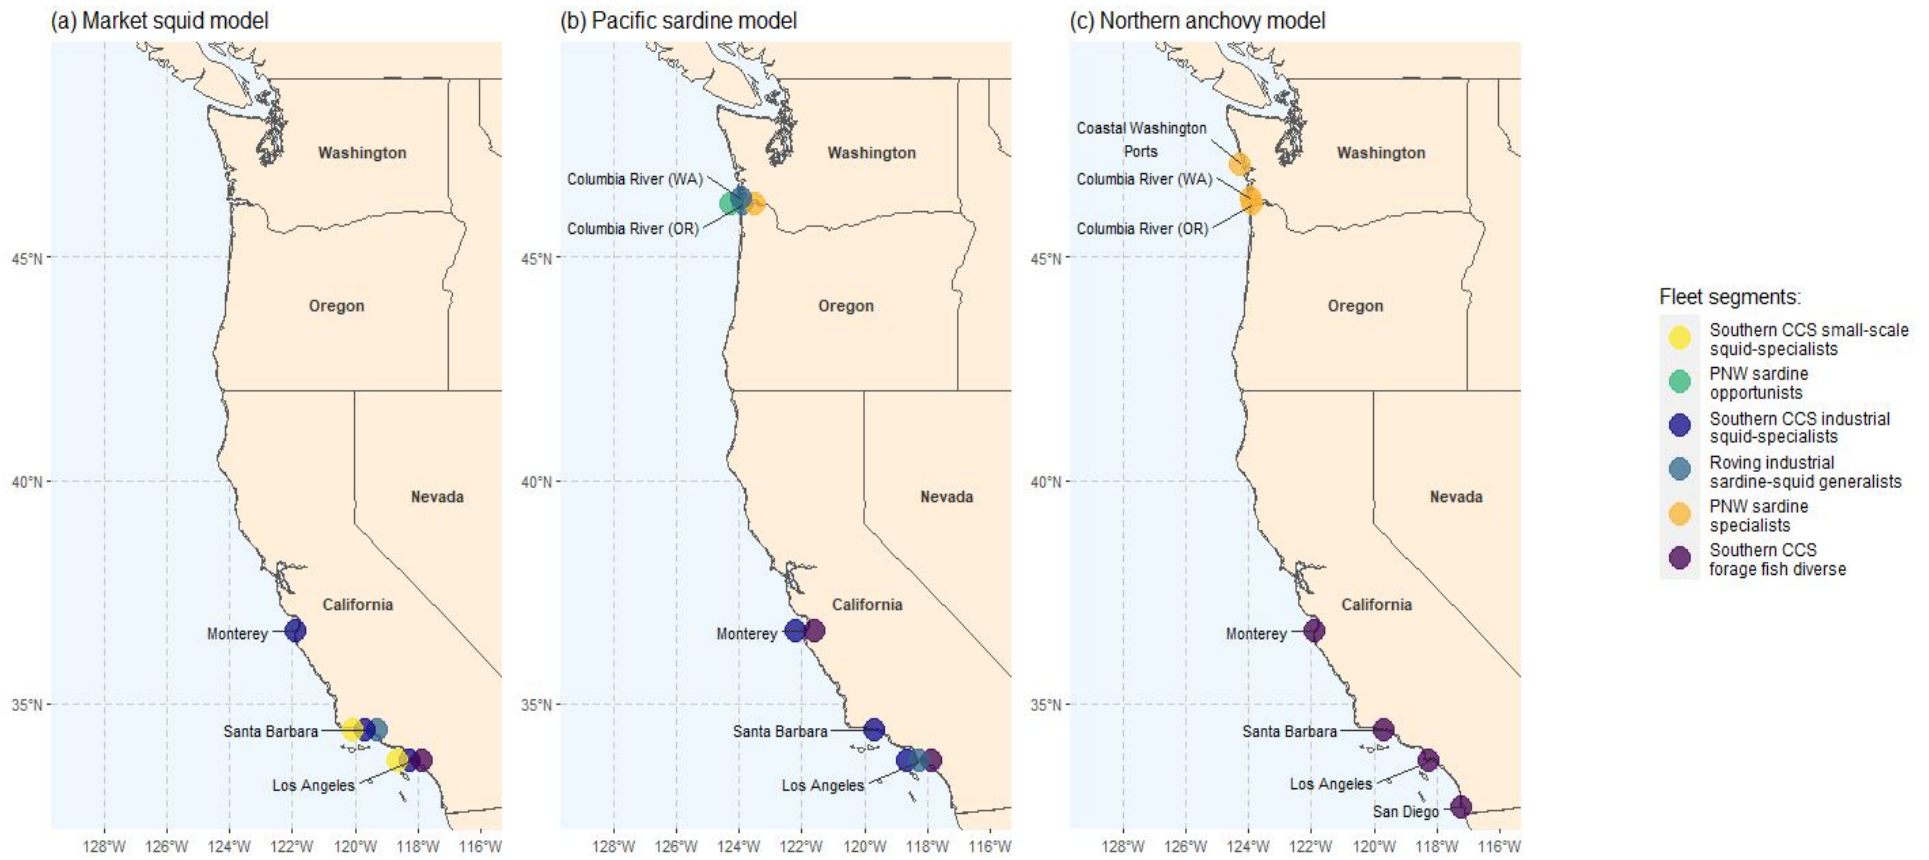 (a) Market squid model
Washington
Oregon
Nevada
California
Monterey
Santa Barbara
Los Angeles
45°N
40°N
35°N
128°W 126°W 124°W 122°W 120°W 118°W 116°W
(b) Pacific sardine model
Washington
Columbia River (WA)
Columbia River (OR)
Oregon
Nevada
California
Monterey
Santa Barbara
Los Angeles
45°N
40°N
35°N
128°W 126°W 124°W 122°W 120°W 118°W 116°W
(c) Northern anchovy model
Coastal Washington
Ports
Washington
Columbia River (WA)
Columbia River (OR)
Oregon
Nevada
California
Monterey
Santa Barbara
Los Angeles
San Diego
45°N
40°N
35°N
128°W 126°W 124°W 122°W 120°W 118°W 116°W
Fleet segments:
Southern CCS small-scale
squid-specialists
PNW sardine
opportunists
Southern CCS industrial
squid-specialists
Roving industrial
sardine-squid generalists
PNW sardine
specialists
Southern CCS
forage fish diverse